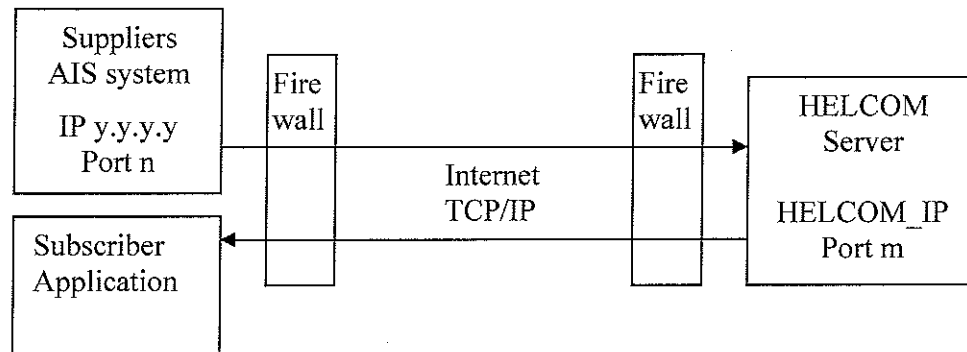 Suppliers
AIS system
IP y.y.y.y
Port n
Fire
wall
Internet
TCP/IP
Fire
wall
HELCOM
Server
HELCOM_IP
Port m
Subscriber
Application